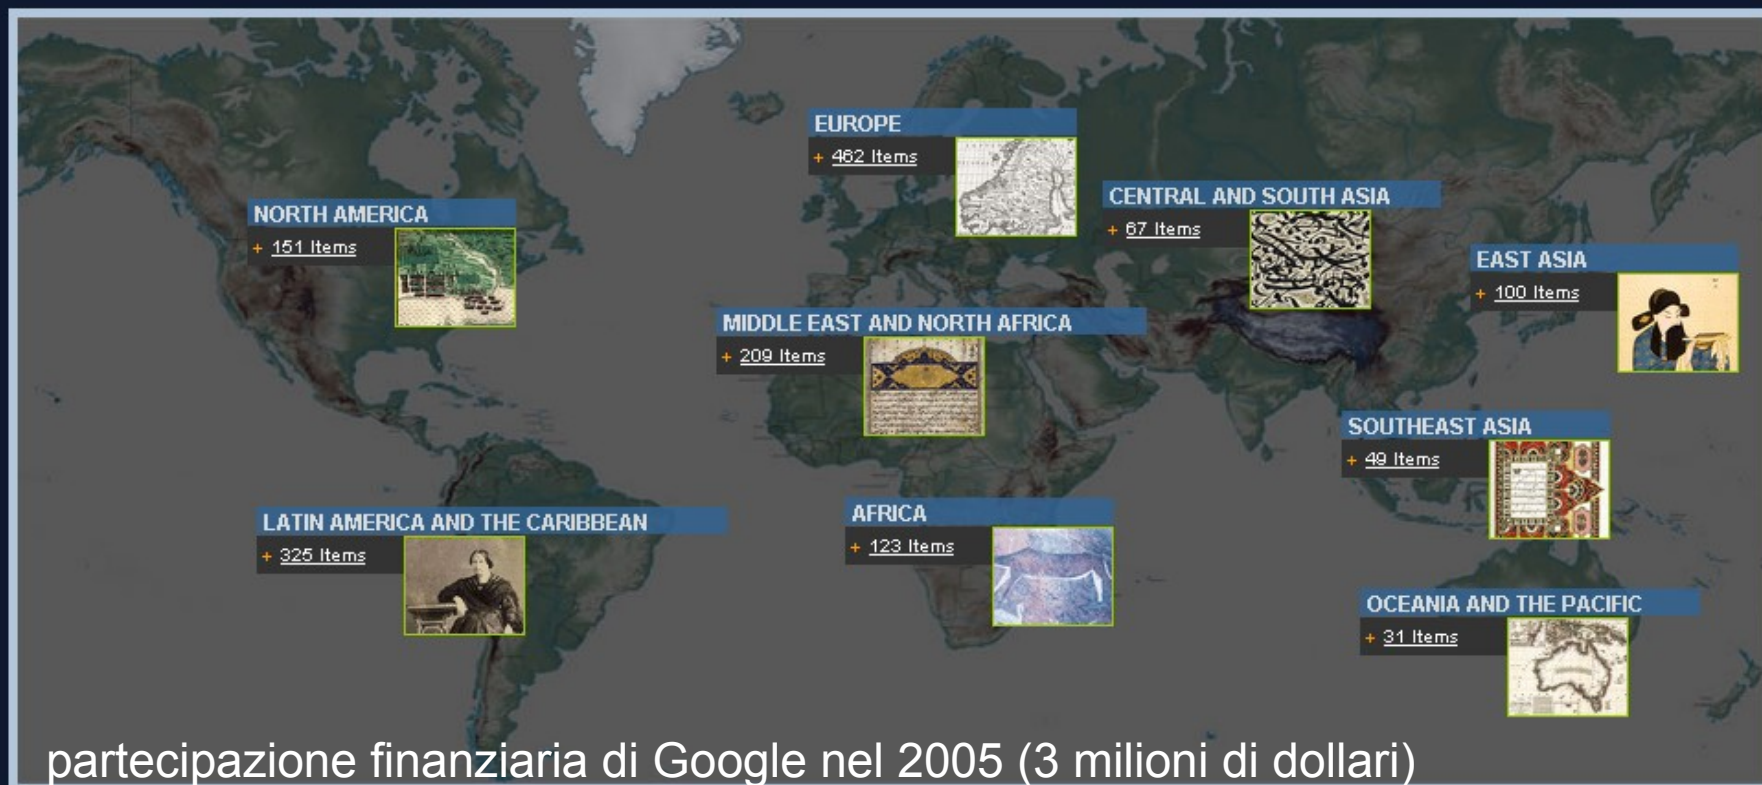 EUROPE
+ 462 Items
CENTRAL AND SOUTH ASIA
+ 67 Items
NORTH AMERICA
+ 151 Items
EAST ASIA
+ 100 Items
MIDDLE EAST AND NORTH AFRICA
+ 209 Items
SOUTHEAST ASIA
+ 49 Items
LATIN AMERICA AND THE CARIBBEAN
+ 325 Items
AFRICA
+ 123 Items
OCEANIA AND THE PACIFIC
+ 31 Items
partecipazione finanziaria di Google nel 2005 (3 milioni di dollari)